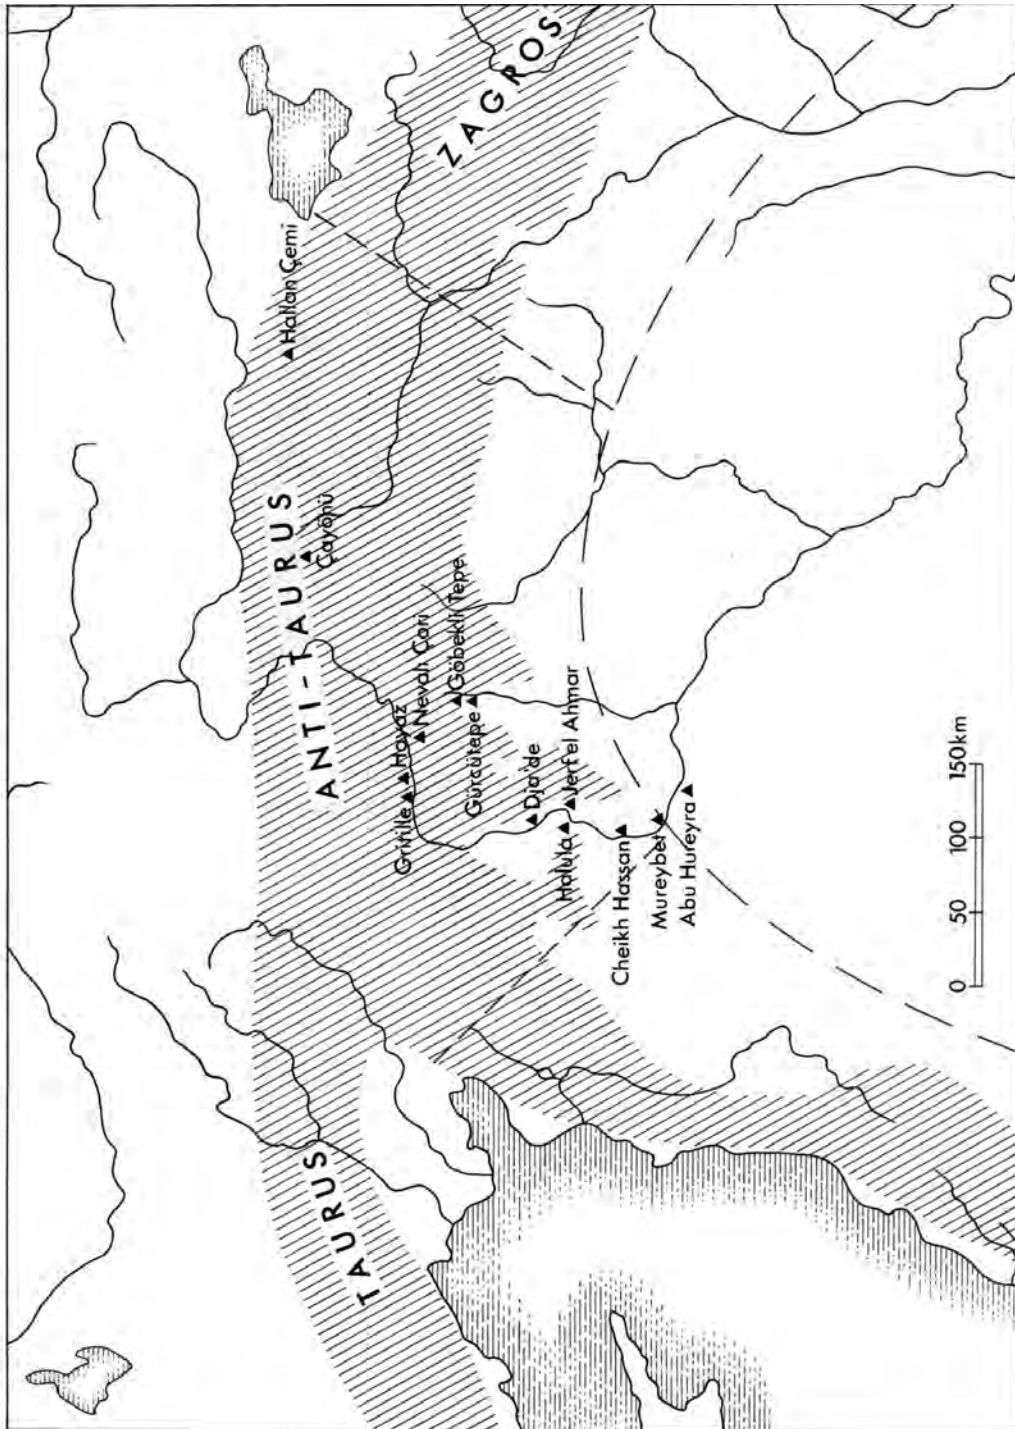 Hallan Çemi
ANTI-TAURUS
Çayönü
TAURUS
Gritille
Hayaz
Nevalı Çorı
Göbekli Tepe
Gürcütepe
ZAGROS
Dja'de
Halula
Jerf el Ahmar
Cheikh Hassan
Mureybet
Abu Hureyra
0 50 100 150km